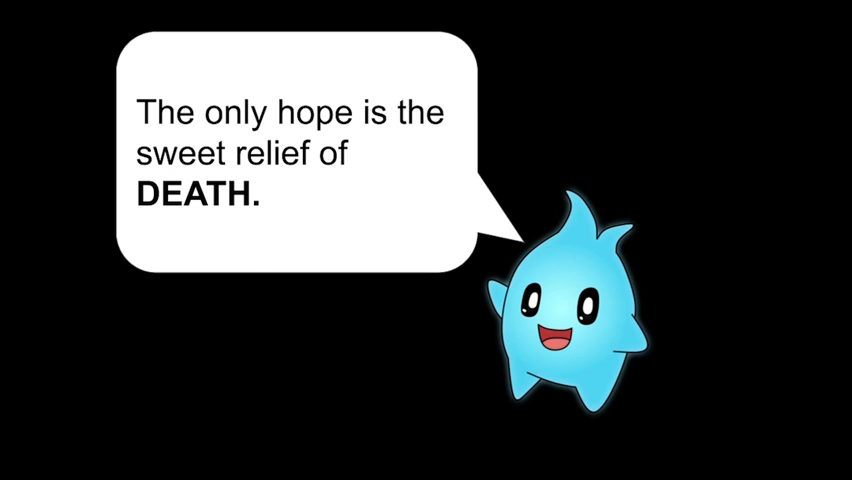 The only hope is the
sweet relief of
DEATH.